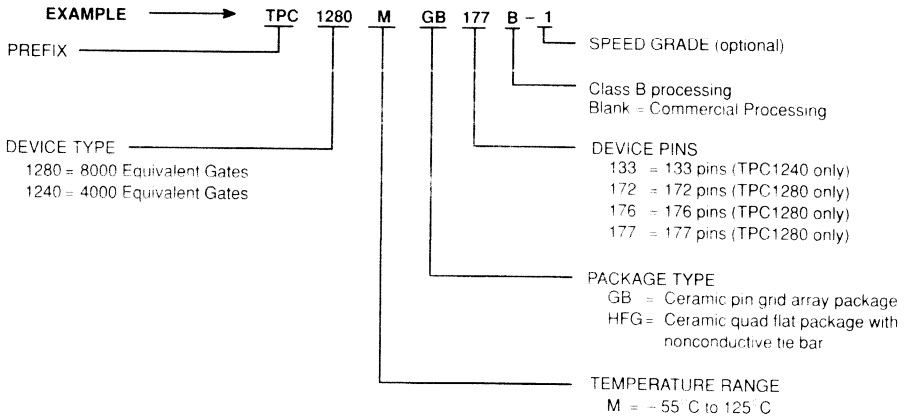 EXAMPLE TPC 1280 M GB 177 B - 1
PREFIX
SPEED GRADE (optional)
Class B processing
Blank = Commercial Processing
DEVICE TYPE
1280 = 8000 Equivalent Gates
1240 = 4000 Equivalent Gates
DEVICE PINS
133 = 133 pins (TPC1240 only)
172 = 172 pins (TPC1280 only)
176 = 176 pins (TPC1280 only)
177 = 177 pins (TPC1280 only)
PACKAGE TYPE
GB = Ceramic pin grid array package
HFG = Ceramic quad flat package with
nonconductive tie bar
TEMPERATURE RANGE
M = - 55°C to 125°C